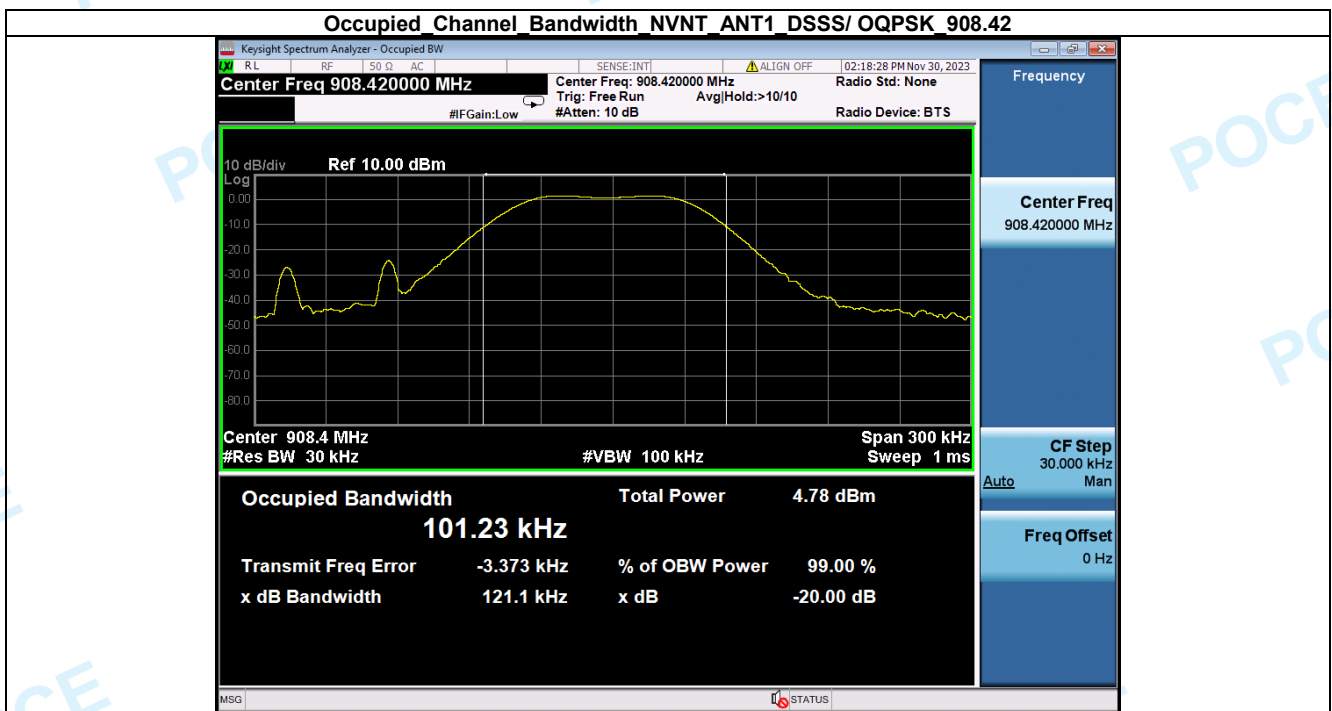 Occupied_Channel_Bandwidth_NVNT_ANT1_DSSS/ OQPSK_908.42
Keysight Spectrum Analyzer - Occupied BW
LXI RL RF 50 Ω AC SENSE:INT ALIGN OFF 02:18:28 PM Nov 30, 2023
Center Freq 908.420000 MHz
Center Freq: 908.420000 MHz Radio Std: None
Trig: Free Run Avg|Hold:>10/10
#IFGain:Low #Atten: 10 dB Radio Device: BTS
10 dB/div Ref 10.00 dBm
Log
0.00
-10.0
-20.0
-30.0
-40.0
-50.0
-60.0
-70.0
-80.0
Center 908.4 MHz Span 300 kHz
#Res BW 30 kHz #VBW 100 kHz Sweep 1 ms
Occupied Bandwidth Total Power 4.78 dBm
101.23 kHz
Transmit Freq Error -3.373 kHz % of OBW Power 99.00 %
x dB Bandwidth 121.1 kHz x dB -20.00 dB
MSG STATUS
Frequency
Center Freq
908.420000 MHz
CF Step
30.000 kHz
Auto Man
Freq Offset
0 Hz
POCE